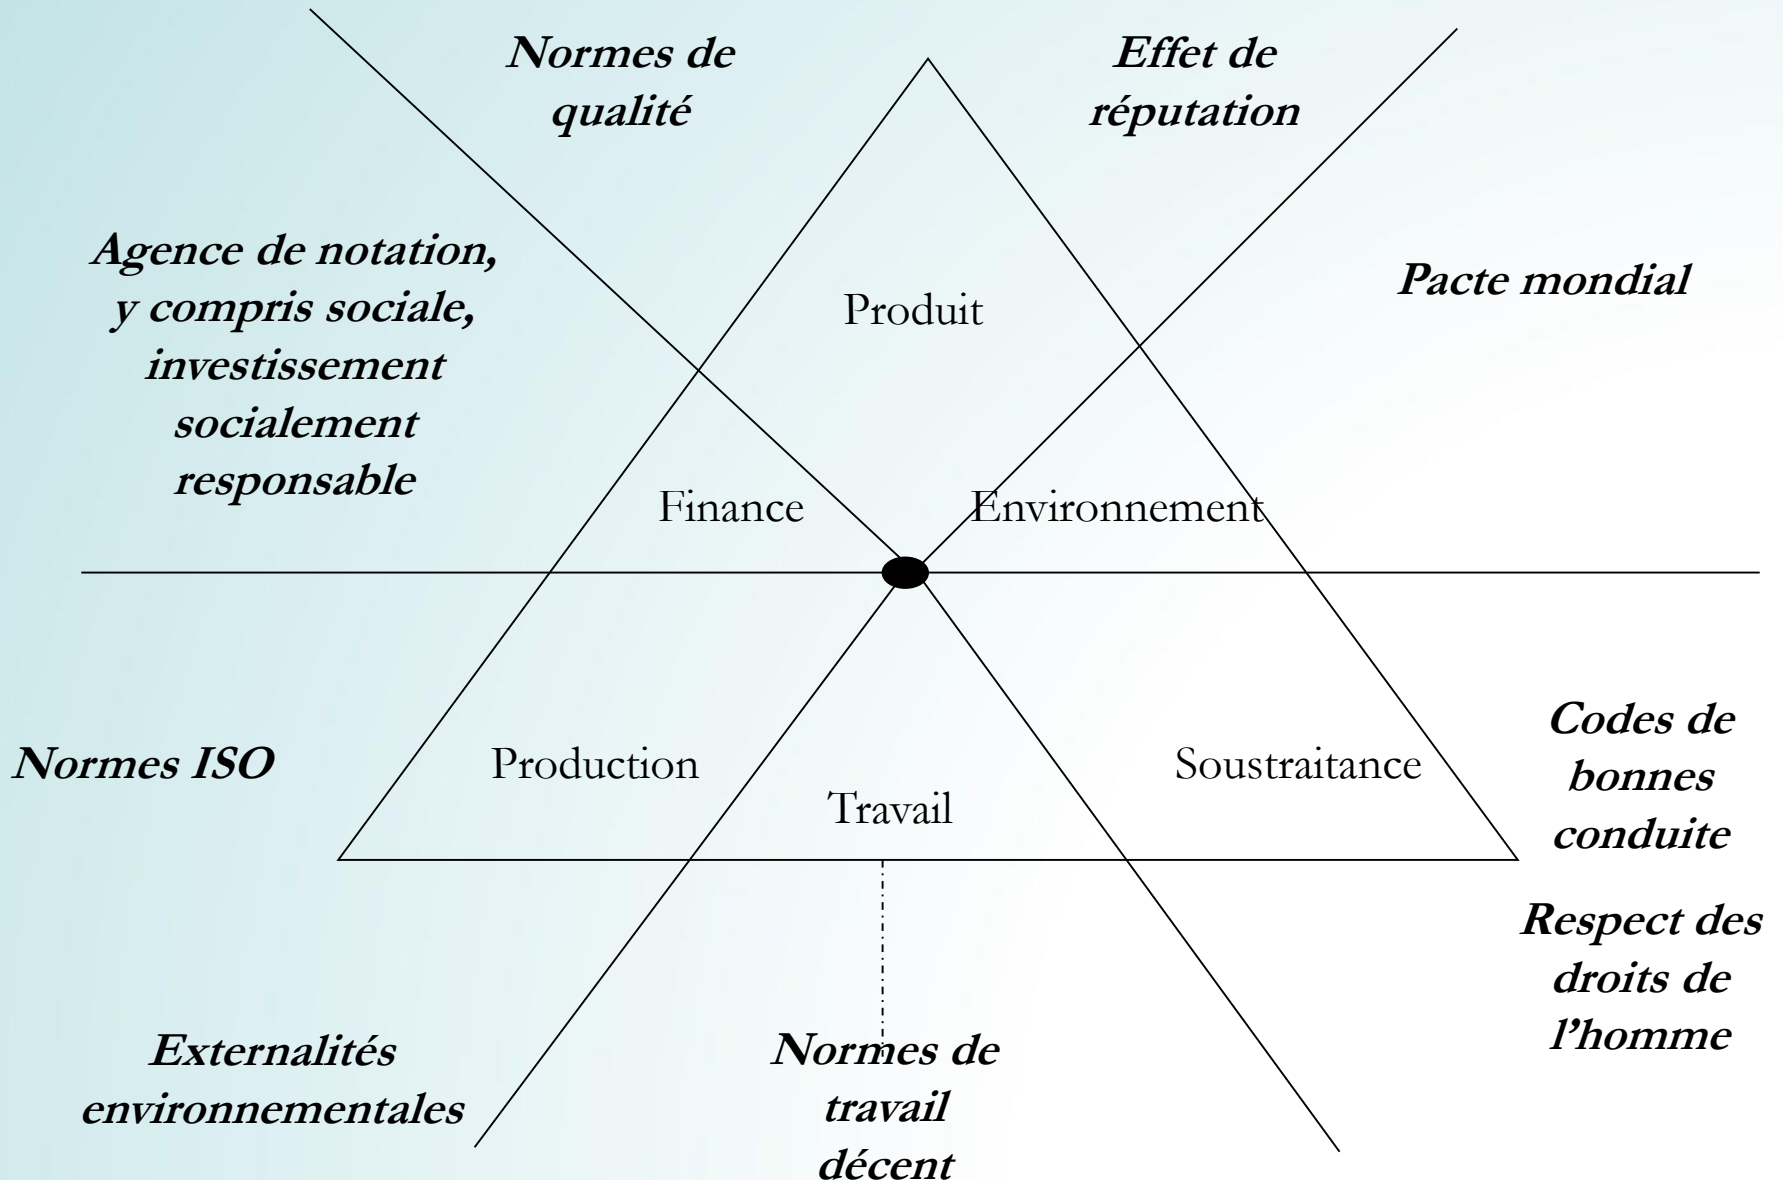 Normes de
qualité
Effet de
réputation
Agence de notation,
y compris sociale,
investissement
socialement
responsable
Pacte mondial
Produit
Finance
Environnement
Normes ISO
Production
Travail
Soustraitance
Codes de
bonnes
conduite
Respect des
droits de
l'homme
Externalités
environnementales
Normes de
travail
décent